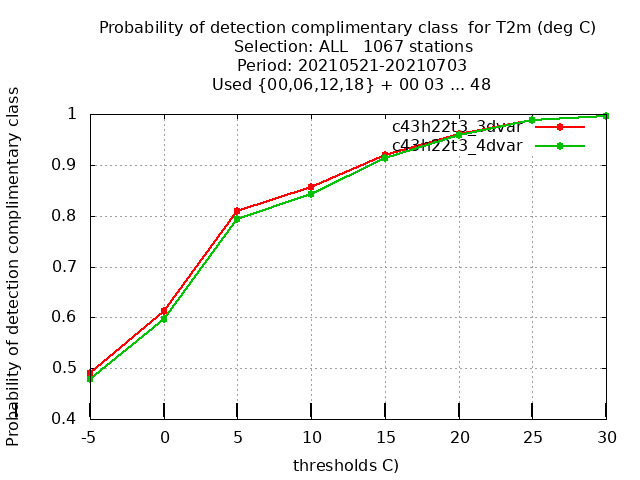 Probability of detection complimentary class  for T2m (deg C)
Selection: ALL   1067 stations
Period: 20210521-20210703
Used {00,06,12,18} + 00 03 ... 48
Probability of detection complimentary class
1
0.9
0.8
0.7
0.6
0.5
0.4
c43h22t3_3dvar
c43h22t3_4dvar
-5 0 5 10 15 20 25 30
thresholds C)